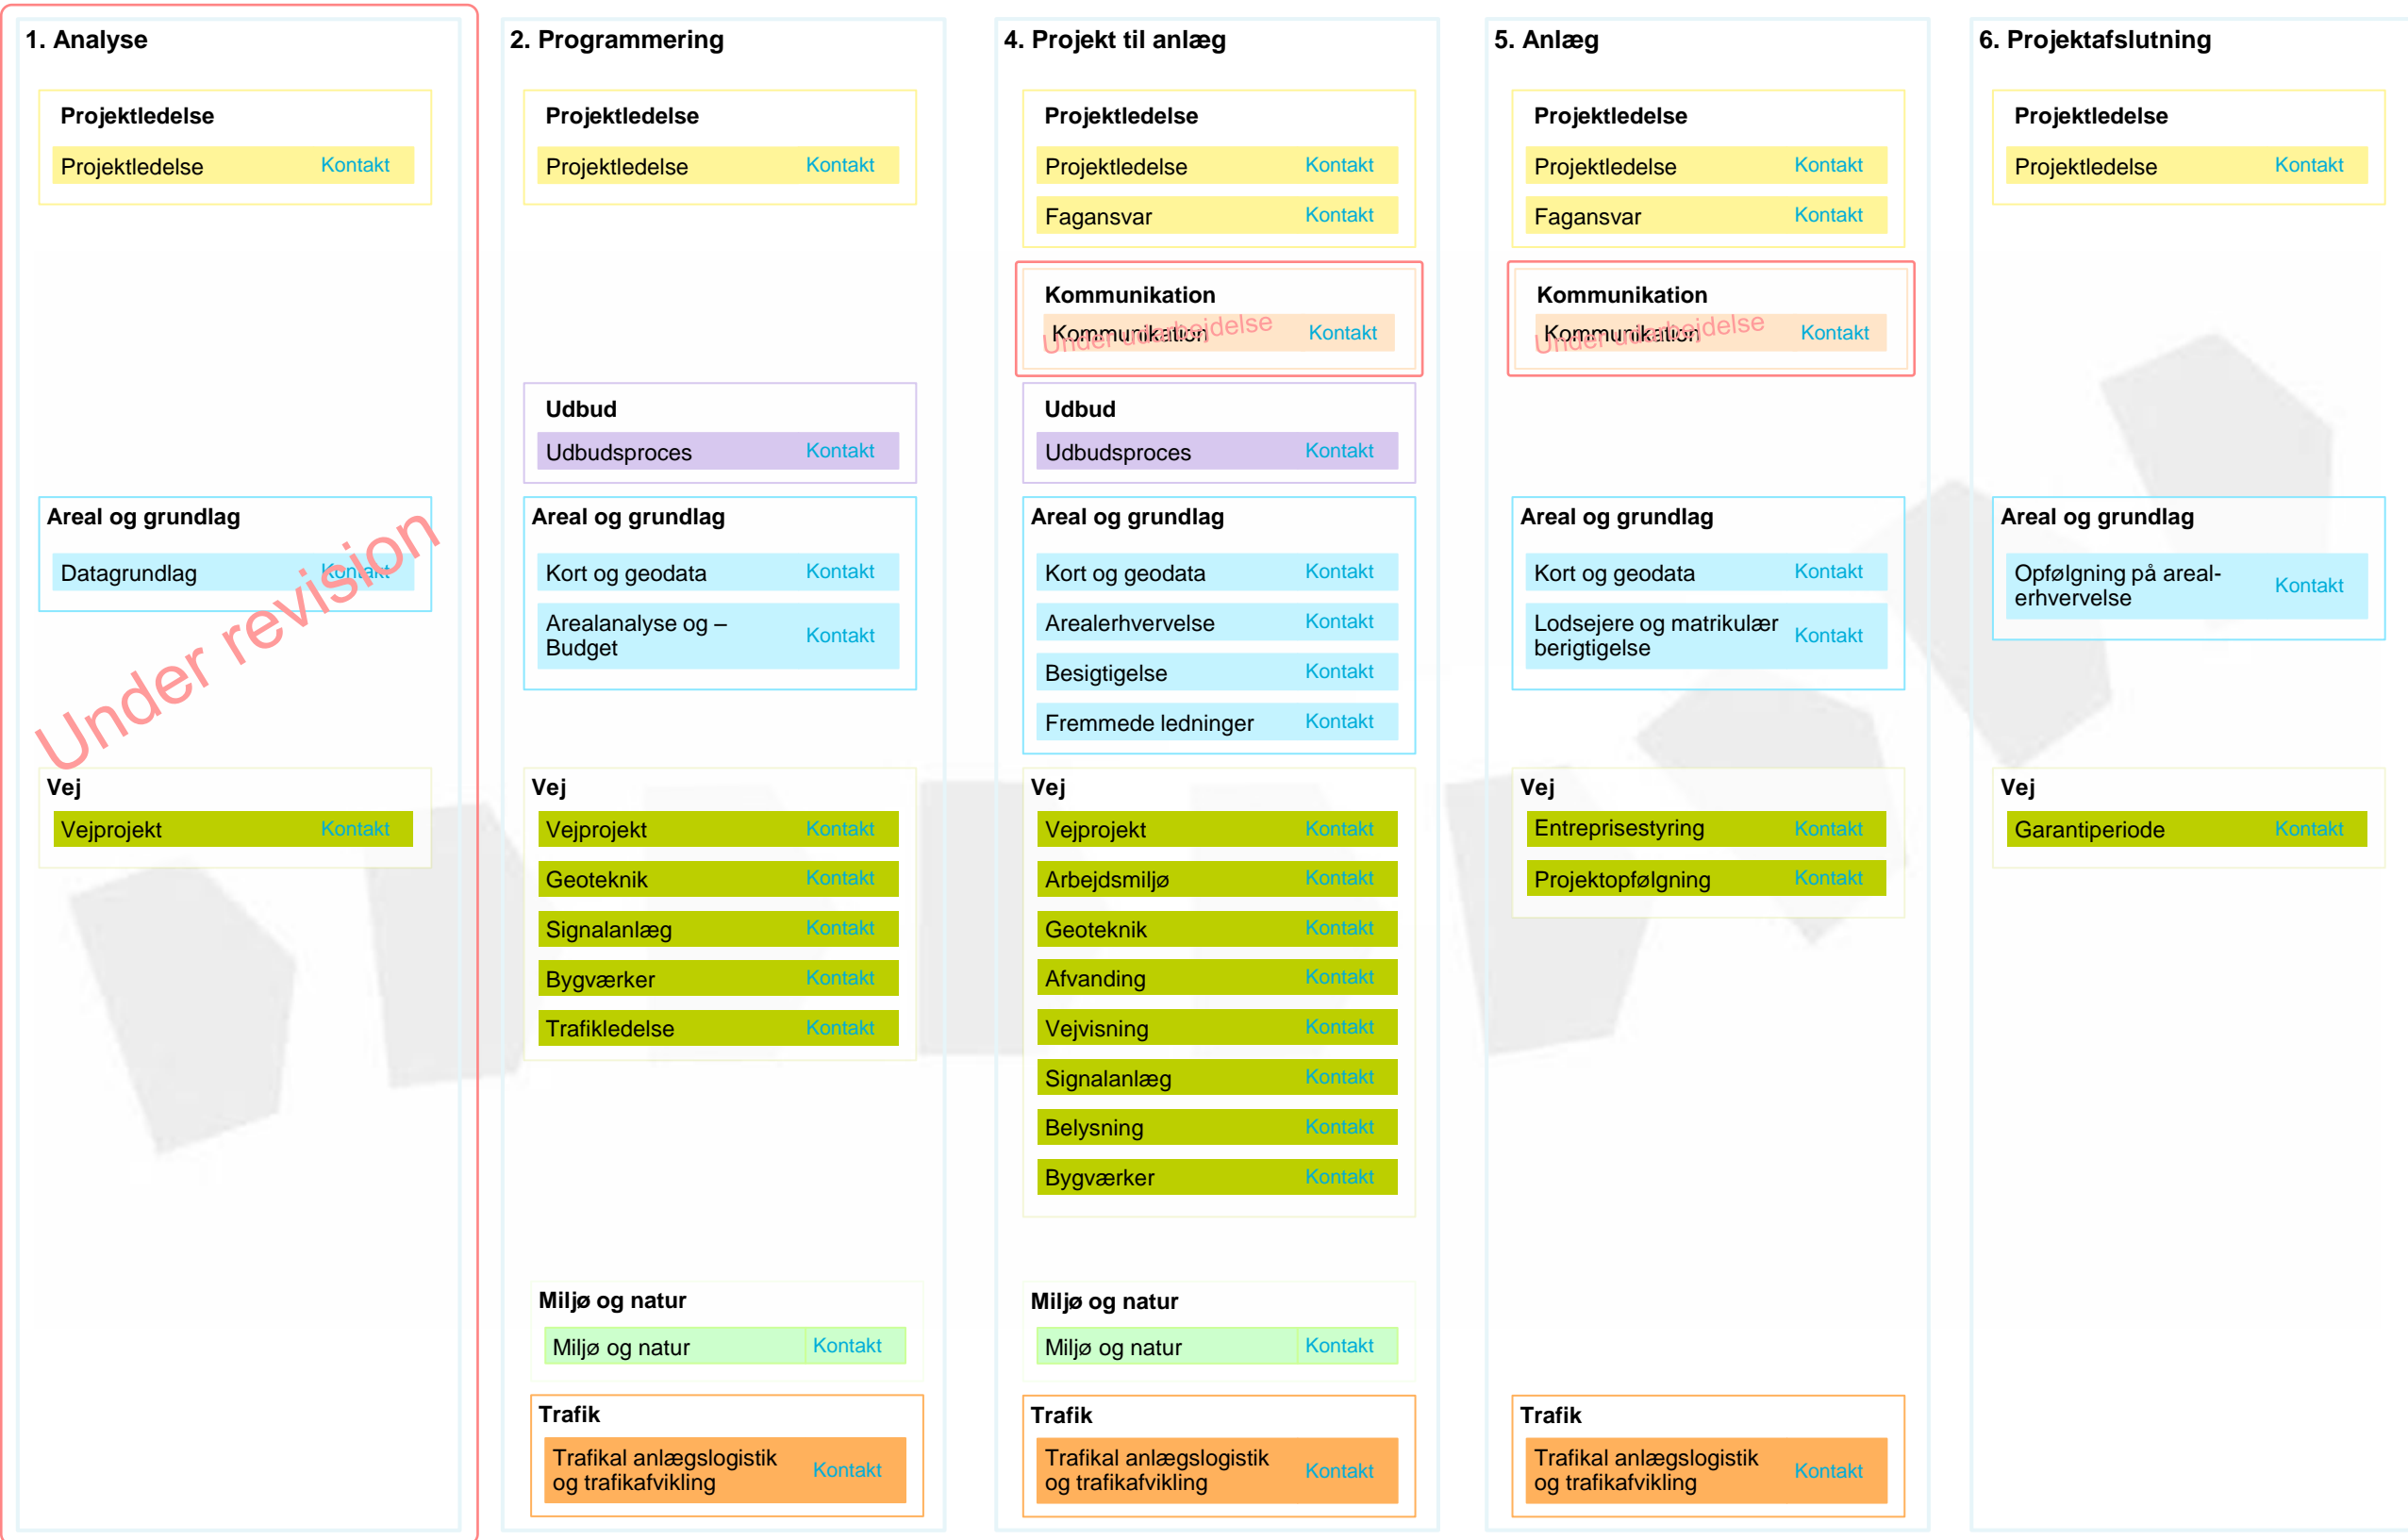 1. Analyse
Projektledelse
Projektledelse Kontakt
Areal og grundlag
Datagrundlag Kontakt
Under revision
Vej
Vejprojekt Kontakt
2. Programmering
Projektledelse
Projektledelse Kontakt
Udbud
Udbudsproces Kontakt
Areal og grundlag
Kort og geodata Kontakt
Arealanalyse og –
Budget Kontakt
Vej
Vejprojekt Kontakt
Geoteknik Kontakt
Signalanlæg Kontakt
Bygværker Kontakt
Trafikledelse Kontakt
Miljø og natur
Miljø og natur Kontakt
Trafik
Trafikal anlægslogistik
og trafikafvikling Kontakt
4. Projekt til anlæg
Projektledelse
Projektledelse Kontakt
Fagansvar Kontakt
Kommunikation
Kommunikation Kontakt
Under udarbejdelse
Udbud
Udbudsproces Kontakt
Areal og grundlag
Kort og geodata Kontakt
Arealerhvervelse Kontakt
Besigtigelse Kontakt
Fremmede ledninger Kontakt
Vej
Vejprojekt Kontakt
Arbejdsmiljø Kontakt
Geoteknik Kontakt
Afvanding Kontakt
Vejvisning Kontakt
Signalanlæg Kontakt
Belysning Kontakt
Bygværker Kontakt
Miljø og natur
Miljø og natur Kontakt
Trafik
Trafikal anlægslogistik
og trafikafvikling Kontakt
5. Anlæg
Projektledelse
Projektledelse Kontakt
Fagansvar Kontakt
Kommunikation
Kommunikation Kontakt
Under udarbejdelse
Areal og grundlag
Kort og geodata Kontakt
Lodsejere og matrikulær
berigtigelse Kontakt
Vej
Entreprisestyring Kontakt
Projektopfølgning Kontakt
Trafik
Trafikal anlægslogistik
og trafikafvikling Kontakt
6. Projektafslutning
Projektledelse
Projektledelse Kontakt
Areal og grundlag
Opfølgning på areal-
erhvervelse Kontakt
Vej
Garantiperiode Kontakt